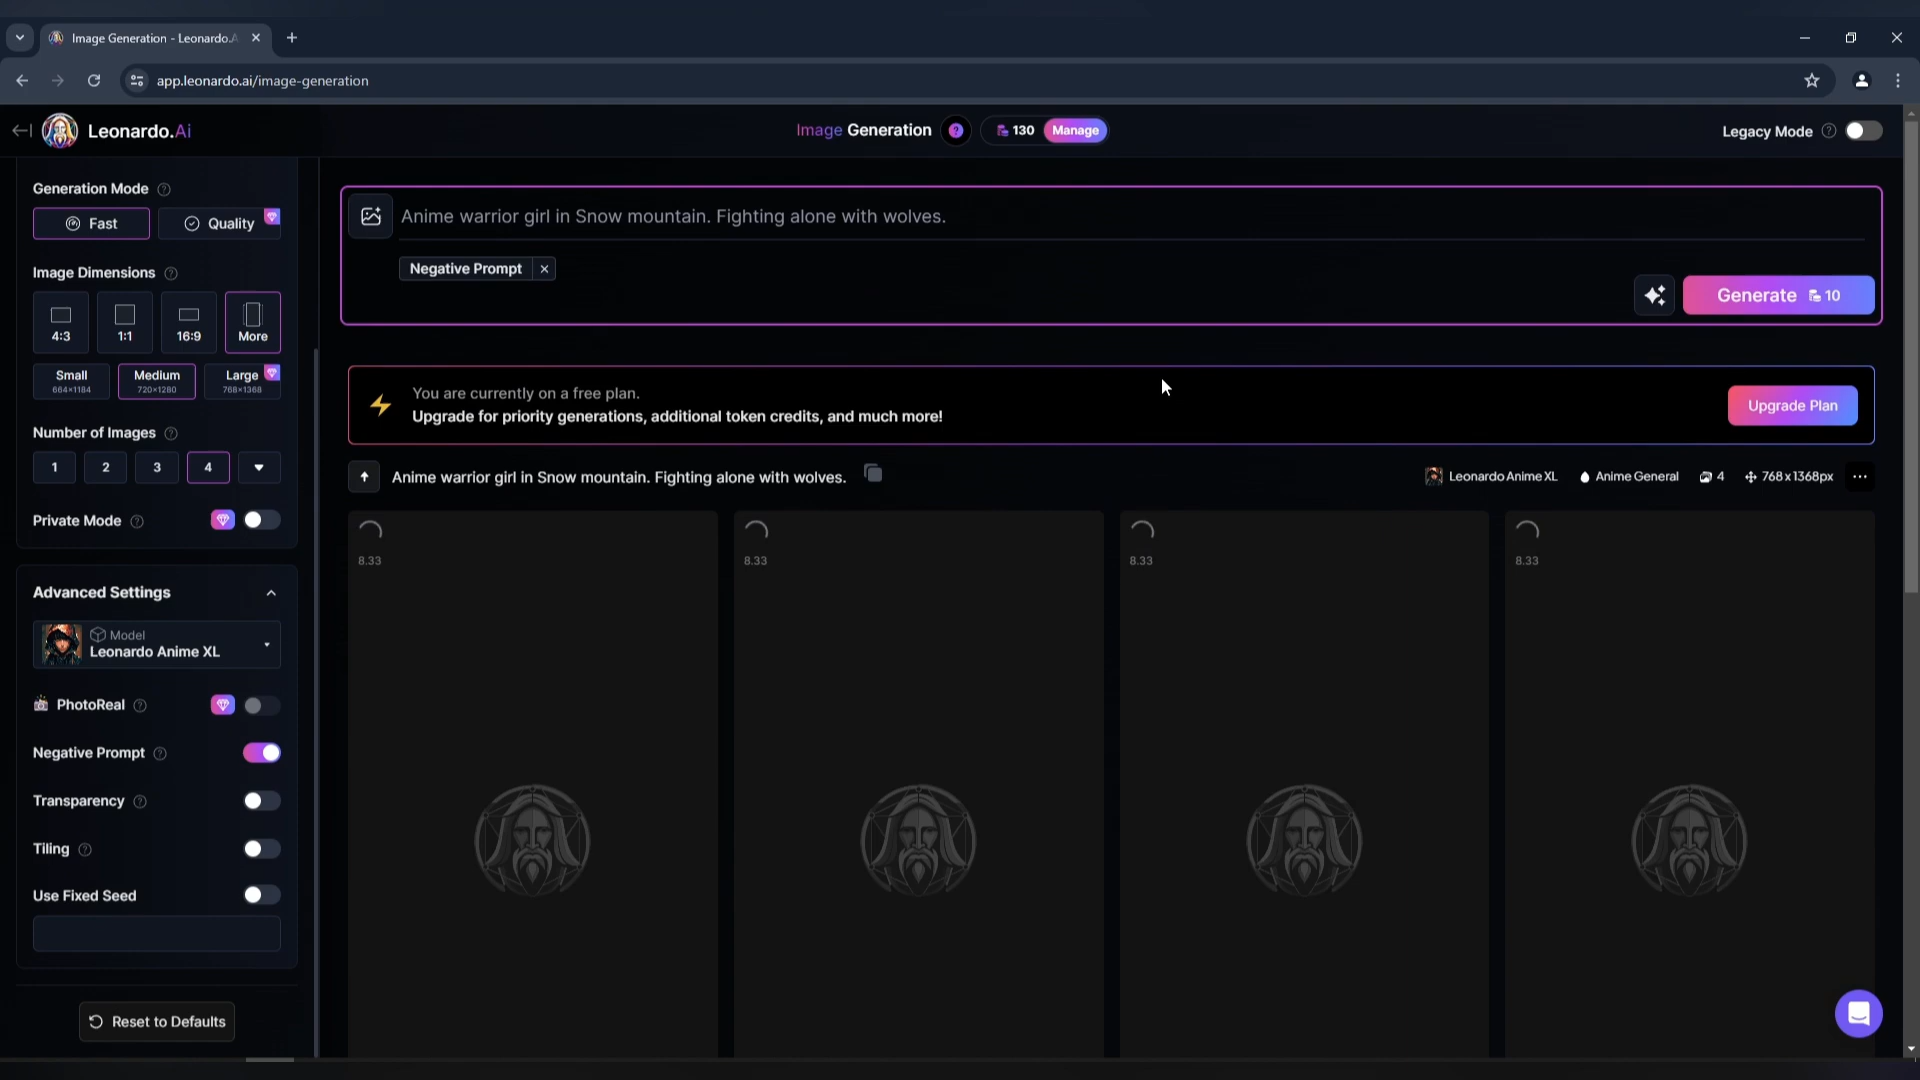 Image Generation - Leonardo.A
app.leonardo.ai/image-generation
Leonardo.Ai
Image Generation
?
130
Manage
Legacy Mode ?
Generation Mode ?
Fast
Quality
Image Dimensions ?
4:3
1:1
16:9
More
Small
664×1184
Medium
720×1280
Large
768×1368
Number of Images ?
1
2
3
4
Private Mode ?
Advanced Settings
Model
Leonardo Anime XL
PhotoReal ?
Negative Prompt ?
Transparency ?
Tiling ?
Use Fixed Seed
Reset to Defaults
Anime warrior girl in Snow mountain. Fighting alone with wolves.
Negative Prompt
Generate 10
You are currently on a free plan.
Upgrade for priority generations, additional token credits, and much more!
Upgrade Plan
Anime warrior girl in Snow mountain. Fighting alone with wolves.
Leonardo Anime XL
Anime General
4
768 x 1368px
8.33
8.33
8.33
8.33